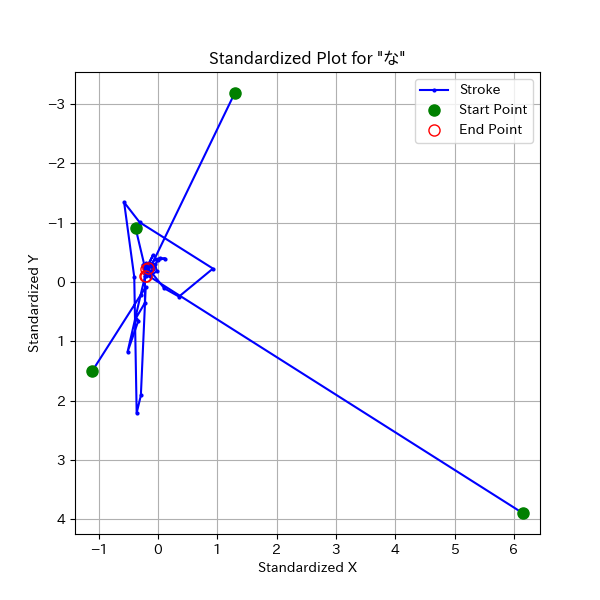 Standardized Plot for "な"
Stroke
Start Point
End Point
Standardized Y
−3
−2
−1
0
1
2
3
4
−1 0 1 2 3 4 5 6
Standardized X